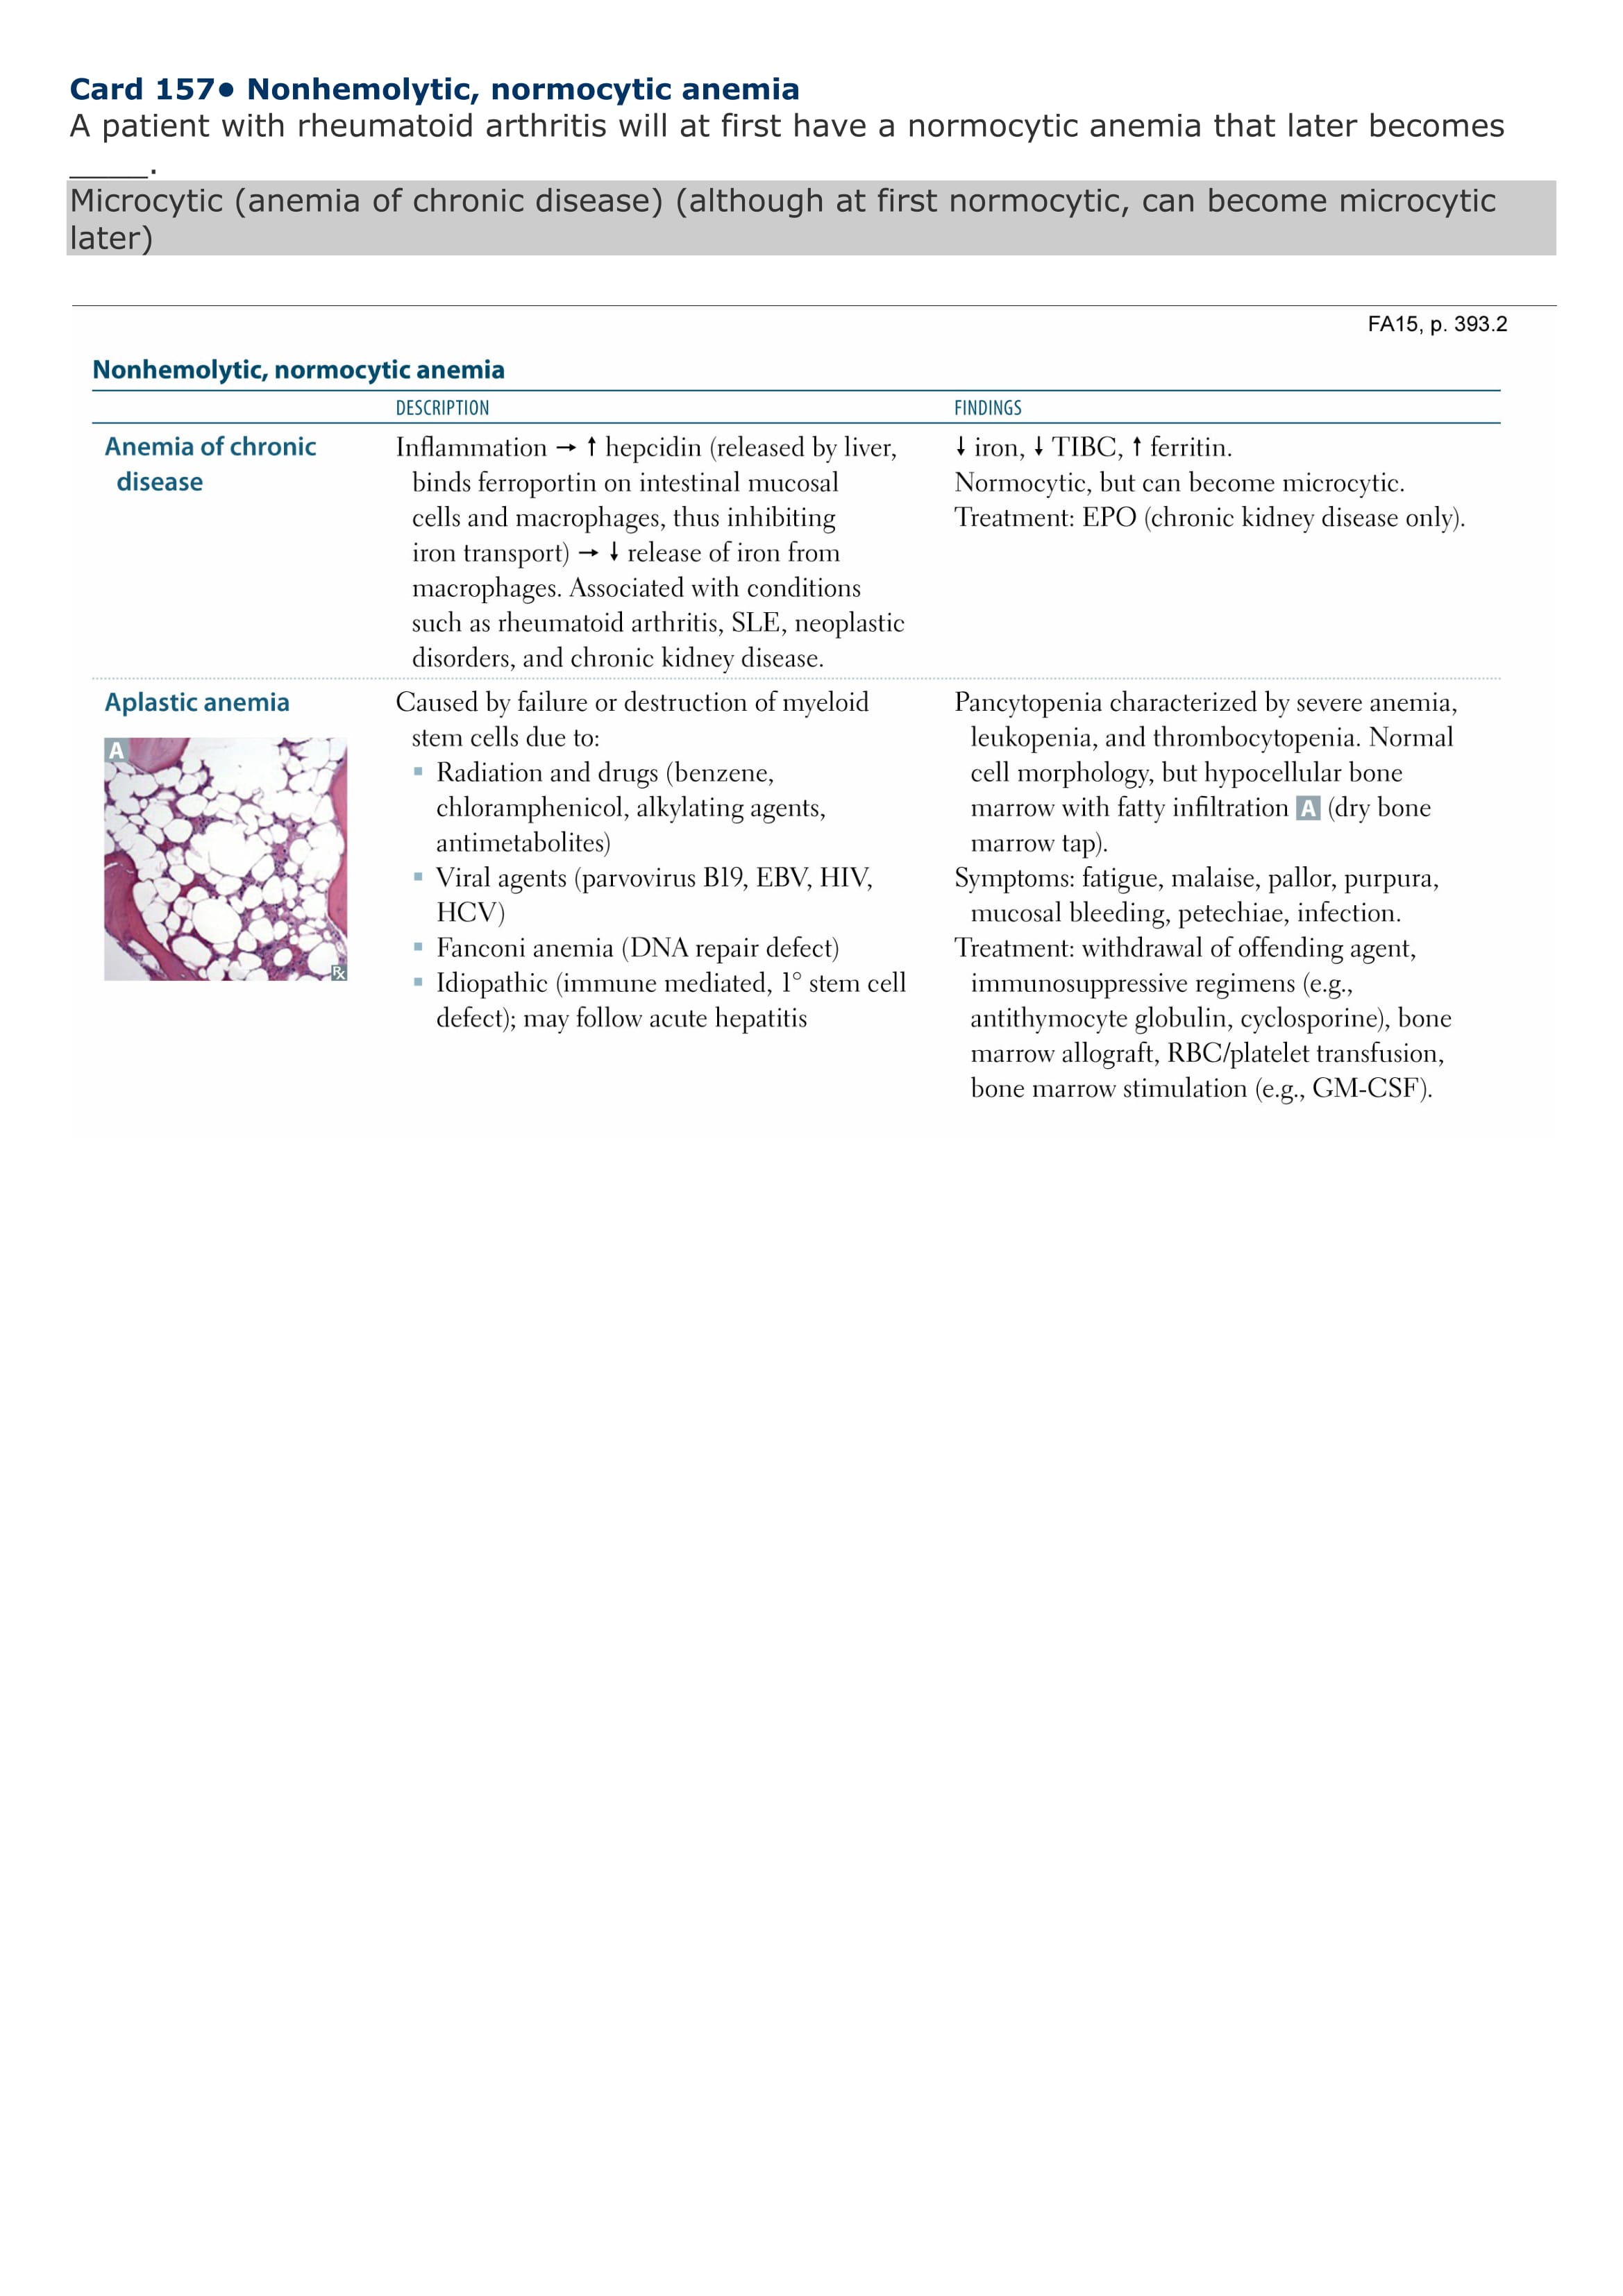 Card 157• Nonhemolytic, normocytic anemia
A patient with rheumatoid arthritis will at first have a normocytic anemia that later becomes
_____.
Microcytic (anemia of chronic disease) (although at first normocytic, can become microcytic
later)
FA15, p. 393.2
Nonhemolytic, normocytic anemia
DESCRIPTION FINDINGS
Anemia of chronic
disease
Inflammation → ↑ hepcidin (released by liver,
binds ferroportin on intestinal mucosal
cells and macrophages, thus inhibiting
iron transport) → ↓ release of iron from
macrophages. Associated with conditions
such as rheumatoid arthritis, SLE, neoplastic
disorders, and chronic kidney disease.
↓ iron, ↓ TIBC, ↑ ferritin.
Normocytic, but can become microcytic.
Treatment: EPO (chronic kidney disease only).
Aplastic anemia
A
℞
Caused by failure or destruction of myeloid
stem cells due to:
▪ Radiation and drugs (benzene,
chloramphenicol, alkylating agents,
antimetabolites)
▪ Viral agents (parvovirus B19, EBV, HIV,
HCV)
▪ Fanconi anemia (DNA repair defect)
▪ Idiopathic (immune mediated, 1° stem cell
defect); may follow acute hepatitis
Pancytopenia characterized by severe anemia,
leukopenia, and thrombocytopenia. Normal
cell morphology, but hypocellular bone
marrow with fatty infiltration A (dry bone
marrow tap).
Symptoms: fatigue, malaise, pallor, purpura,
mucosal bleeding, petechiae, infection.
Treatment: withdrawal of offending agent,
immunosuppressive regimens (e.g.,
antithymocyte globulin, cyclosporine), bone
marrow allograft, RBC/platelet transfusion,
bone marrow stimulation (e.g., GM-CSF).